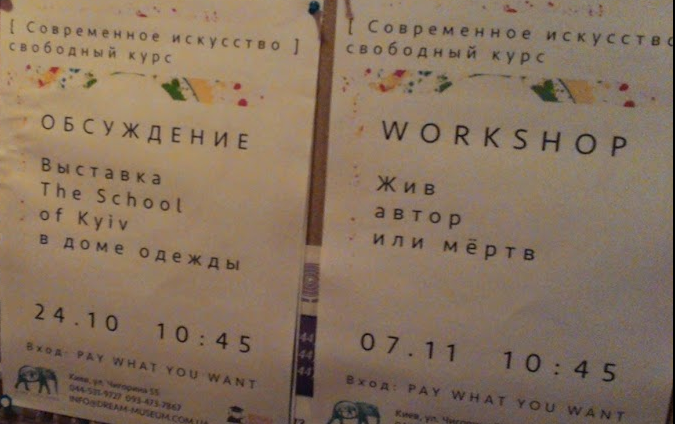 [ Современное искусство ]
свободный курс
ОБСУЖДЕНИЕ
Выставка
The School
of Kyiv
в доме одежды
24.10 10:45
Вход: PAY WHAT YOU WANT
Киев, ул. Чигорина 55
044-531-9727 093-473-7867
INFO@DREAM-MUSEUM.COM.UA
44
44
44
[ Современное искусство
свободный курс
WORKSHOP
Жив
автор
или мёртв
07.11 10:45
Вход: PAY WHAT YOU WANT
Киев, ул.